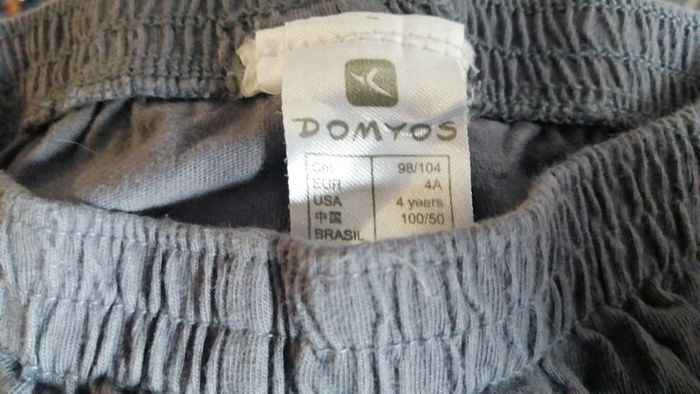 DOMYOS
Cm 98/104
EUR 4A
USA 4 years
中国 100/50
BRASIL